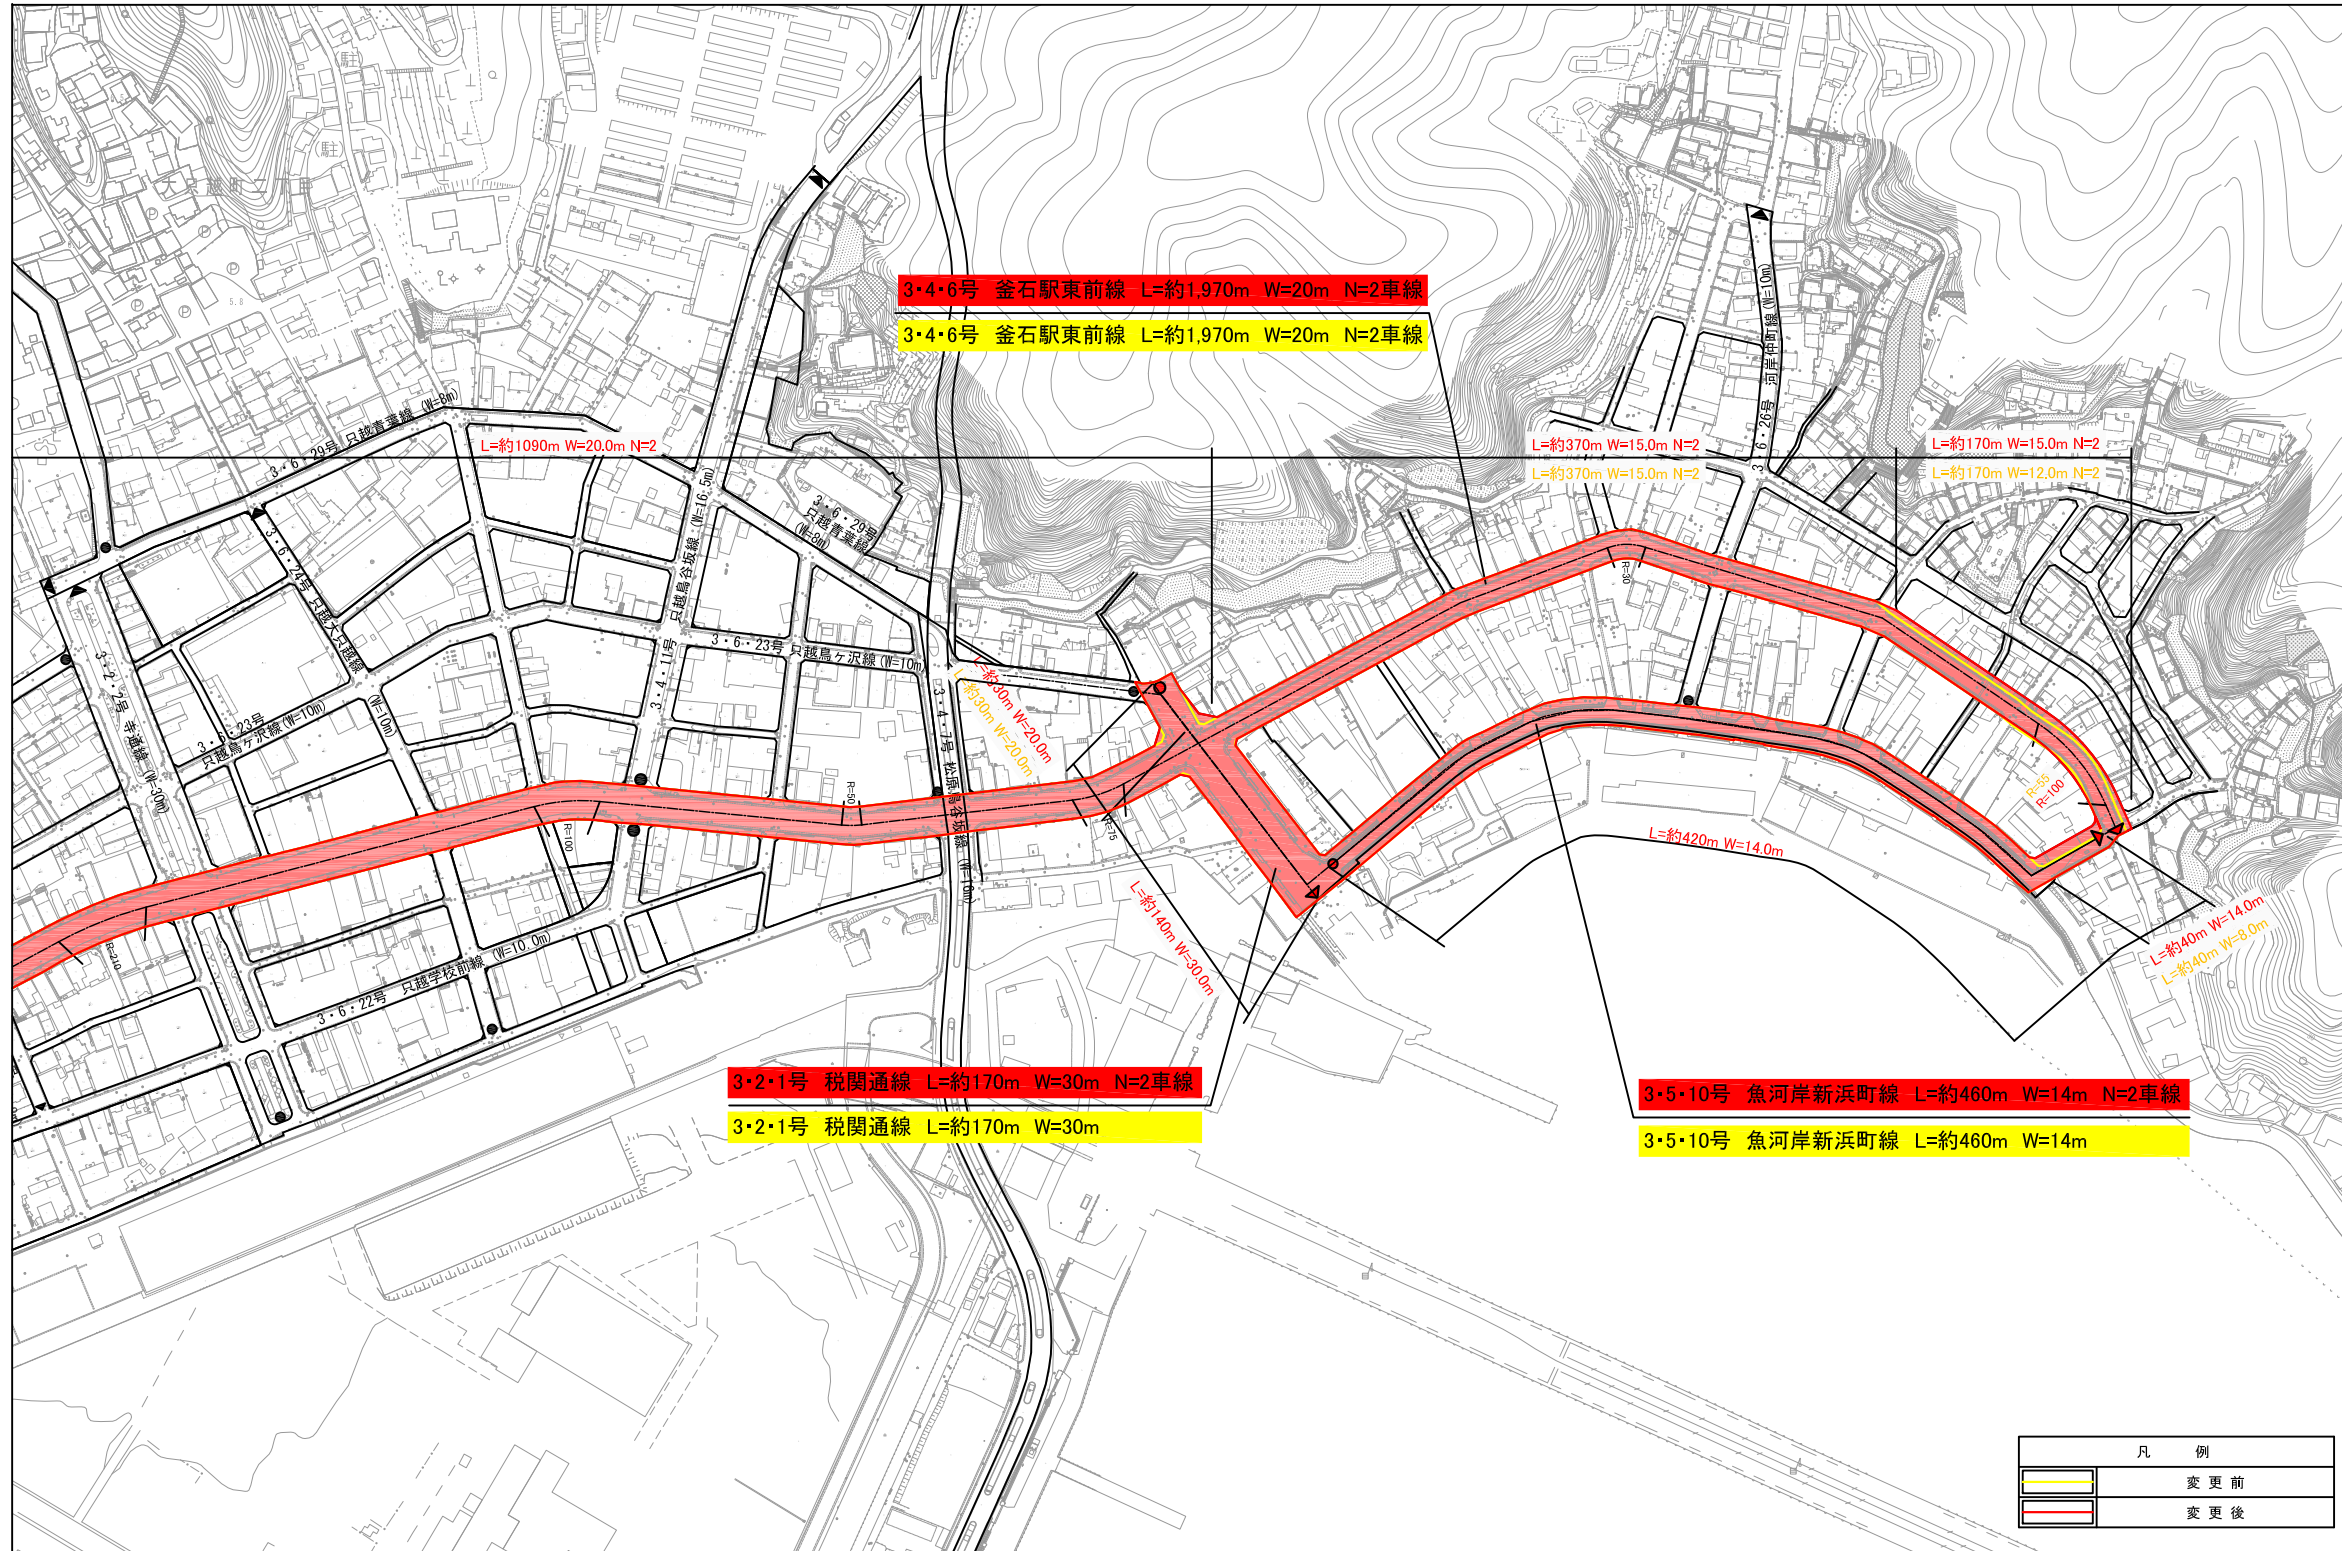 (駐)
(駐)
3・4・6号 釜石駅東前線 L=約1,970m W=20m N=2車線
3・4・6号 釜石駅東前線 L=約1,970m W=20m N=2車線
3・6・29号 只越青葉線 (W=8m)
L=約1090m W=20.0m N=2
L=約370m W=15.0m N=2
L=約370m W=15.0m N=2
L=約170m W=15.0m N=2
L=約170m W=12.0m N=2
3・6・26号 河岸仲町線(W=10m)
3・6・29号
只越青葉線
(W=8m)
3・6・24号 只越大只越線
(W=10m)
3・4・11号 只越鳥谷坂線 (W=16.5m)
3・6・23号 只越鳥ヶ沢線(W=10m)
3・2・2号 寺通線 (W=30m)
3・6・23号
只越鳥ヶ沢線(W=10m)
3・4・7号 松原鳥谷坂線 (W=16m)
L=約30m W=20.0m
L=約30m W=20.0m
R=30
R=50
R=75
R=100
R=210
R=55
R=100
L=約420m W=14.0m
L=約140m W=30.0m
L=約40m W=14.0m
L=約40m W=8.0m
3・6・22号 只越学校前線 (W=10.0m)
3・2・1号 税関通線 L=約170m W=30m N=2車線
3・2・1号 税関通線 L=約170m W=30m
3・5・10号 魚河岸新浜町線 L=約460m W=14m N=2車線
3・5・10号 魚河岸新浜町線 L=約460m W=14m
凡 例
変更前
変更後